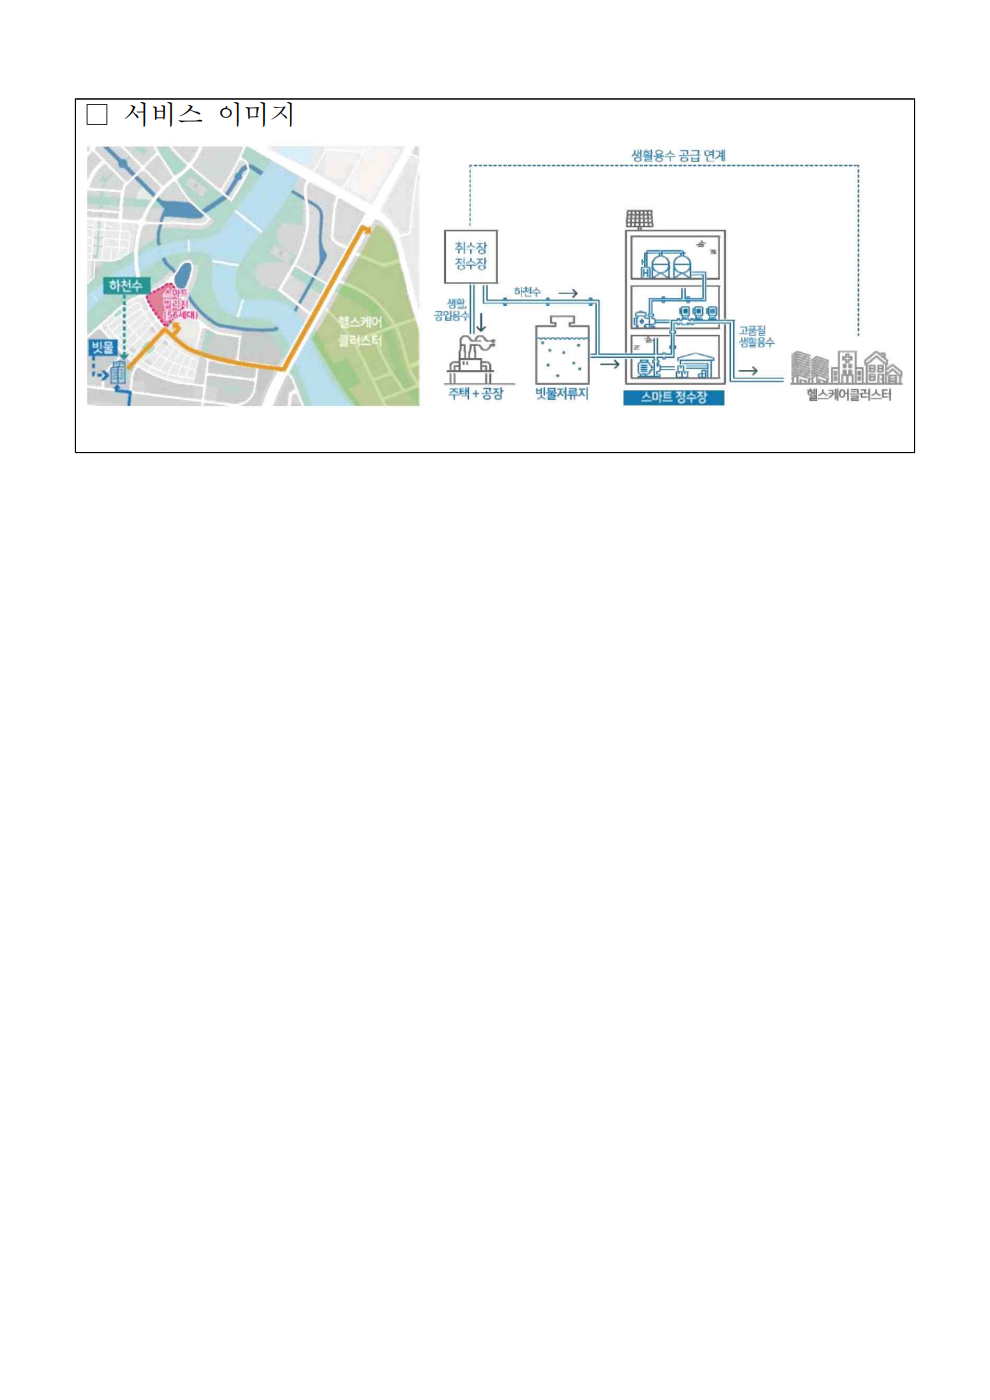 □ 서비스 이미지
하천수
스마트
빌리지
(56세대)
빗물
헬스케어
클러스터
생활용수 공급 연계
취수장
정수장
생활,
공업용수
하천수
주택 + 공장
빗물저류지
스마트 정수장
고품질
생활용수
헬스케어클러스터